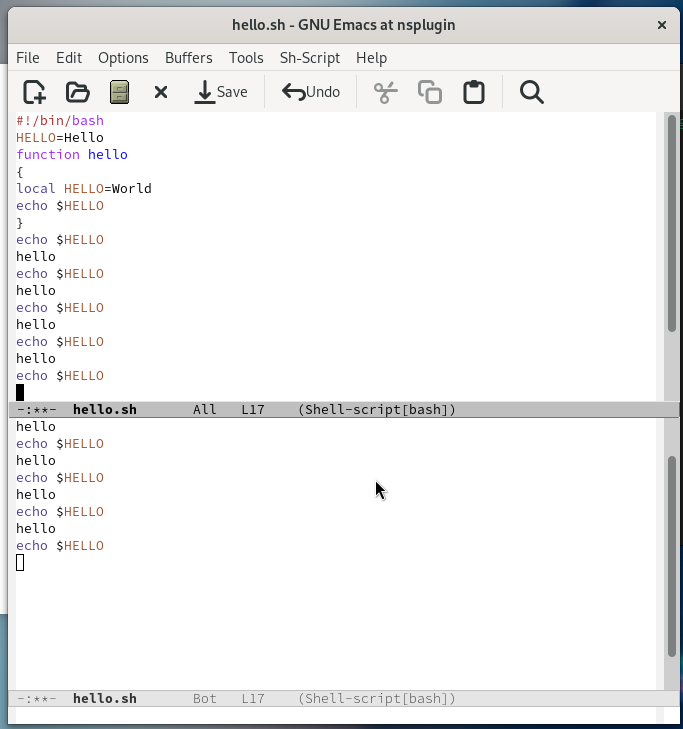 hello.sh - GNU Emacs at nsplugin
File Edit Options Buffers Tools Sh-Script Help
Save Undo
#!/bin/bash
HELLO=Hello
function hello
{
local HELLO=World
echo $HELLO
}
echo $HELLO
hello
echo $HELLO
hello
echo $HELLO
hello
echo $HELLO
hello
echo $HELLO
-:**- hello.sh All L17 (Shell-script[bash])
hello
echo $HELLO
hello
echo $HELLO
hello
echo $HELLO
hello
echo $HELLO
-:**- hello.sh Bot L17 (Shell-script[bash])